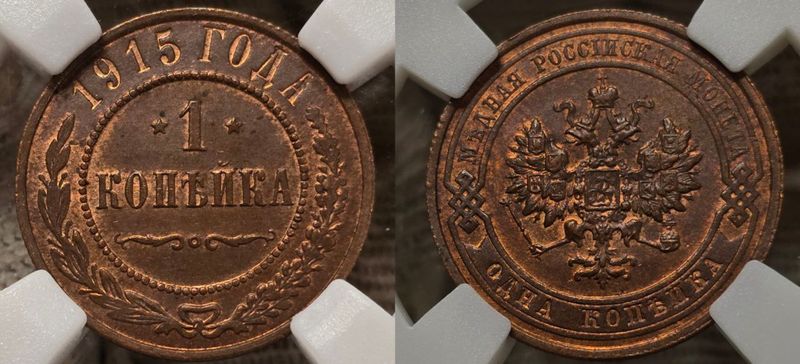 1915 ГОДА
1
КОПѢЙКА
МѢДНАЯ РОССІЙСКАЯ МОНЕТА
ОДНА КОПѢЙКА